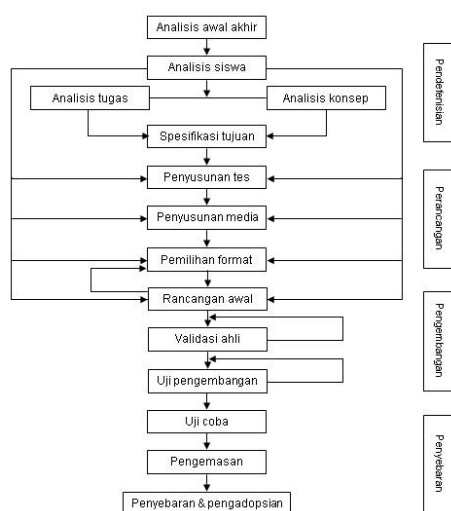 Analisis awal akhir
Analisis siswa
Analisis tugas
Analisis konsep
Spesifikasi tujuan
Penyusunan tes
Penyusunan media
Pemilihan format
Rancangan awal
Validasi ahli
Uji pengembangan
Uji coba
Pengemasan
Penyebaran & pengadopsian
Pendefenisian
Perancangan
Pengembangan
Penyebaran